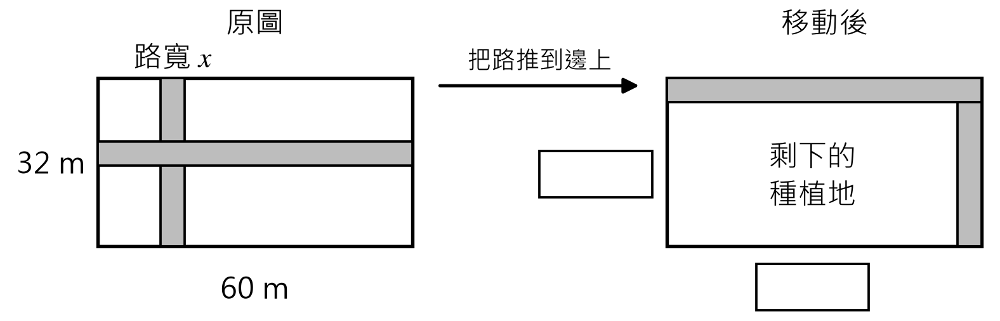 原圖
路寬 x
32 m
60 m
把路推到邊上
移動後
剩下的
種植地